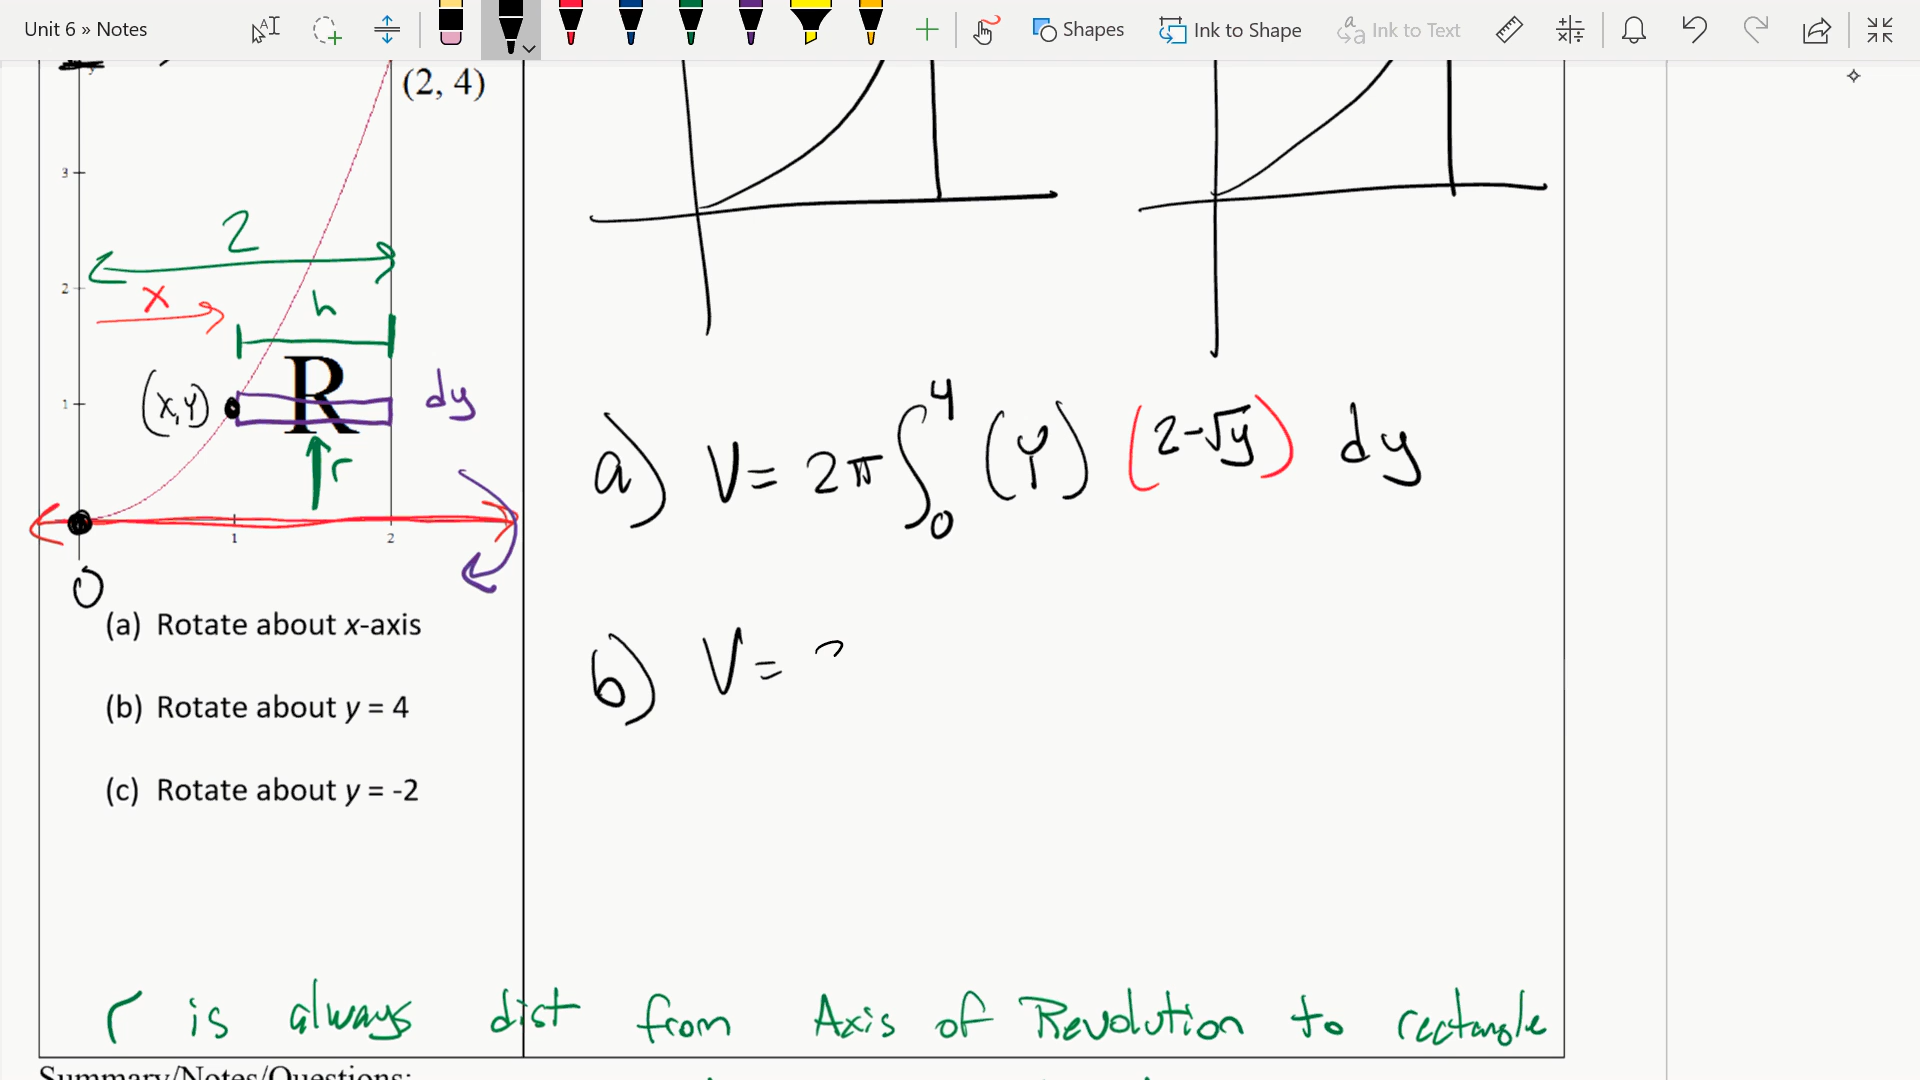 Unit 6 » Notes
Shapes
Ink to Shape
Ink to Text
y
(2, 4)
3
2
2
x
h
R
1
(x,y)
dy
r
1
2
0
(a) Rotate about x-axis
(b) Rotate about y = 4
(c) Rotate about y = -2
a) V = 2π∫₀⁴ (y) (2-√y) dy
b) V =
r is always dist from Axis of Revolution to rectangle
Summary/Notes/Questions: